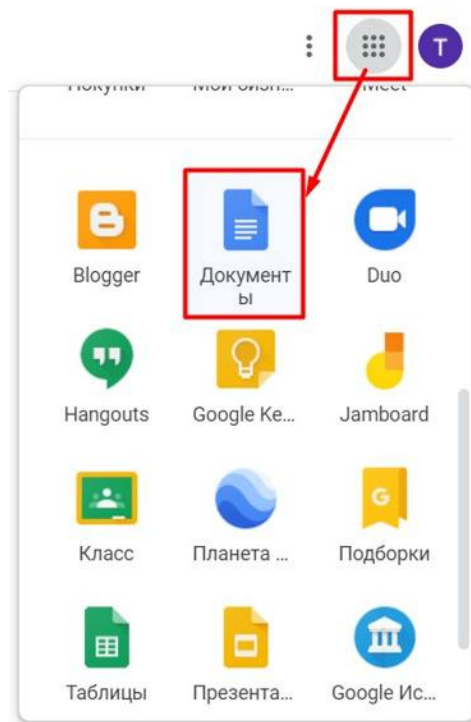 T
Покупки Мой бизн... Meet
Blogger Документ Duo
ы
Hangouts Google Ke... Jamboard
G
Класс Планета ... Подборки
Таблицы Презента... Google Ис...